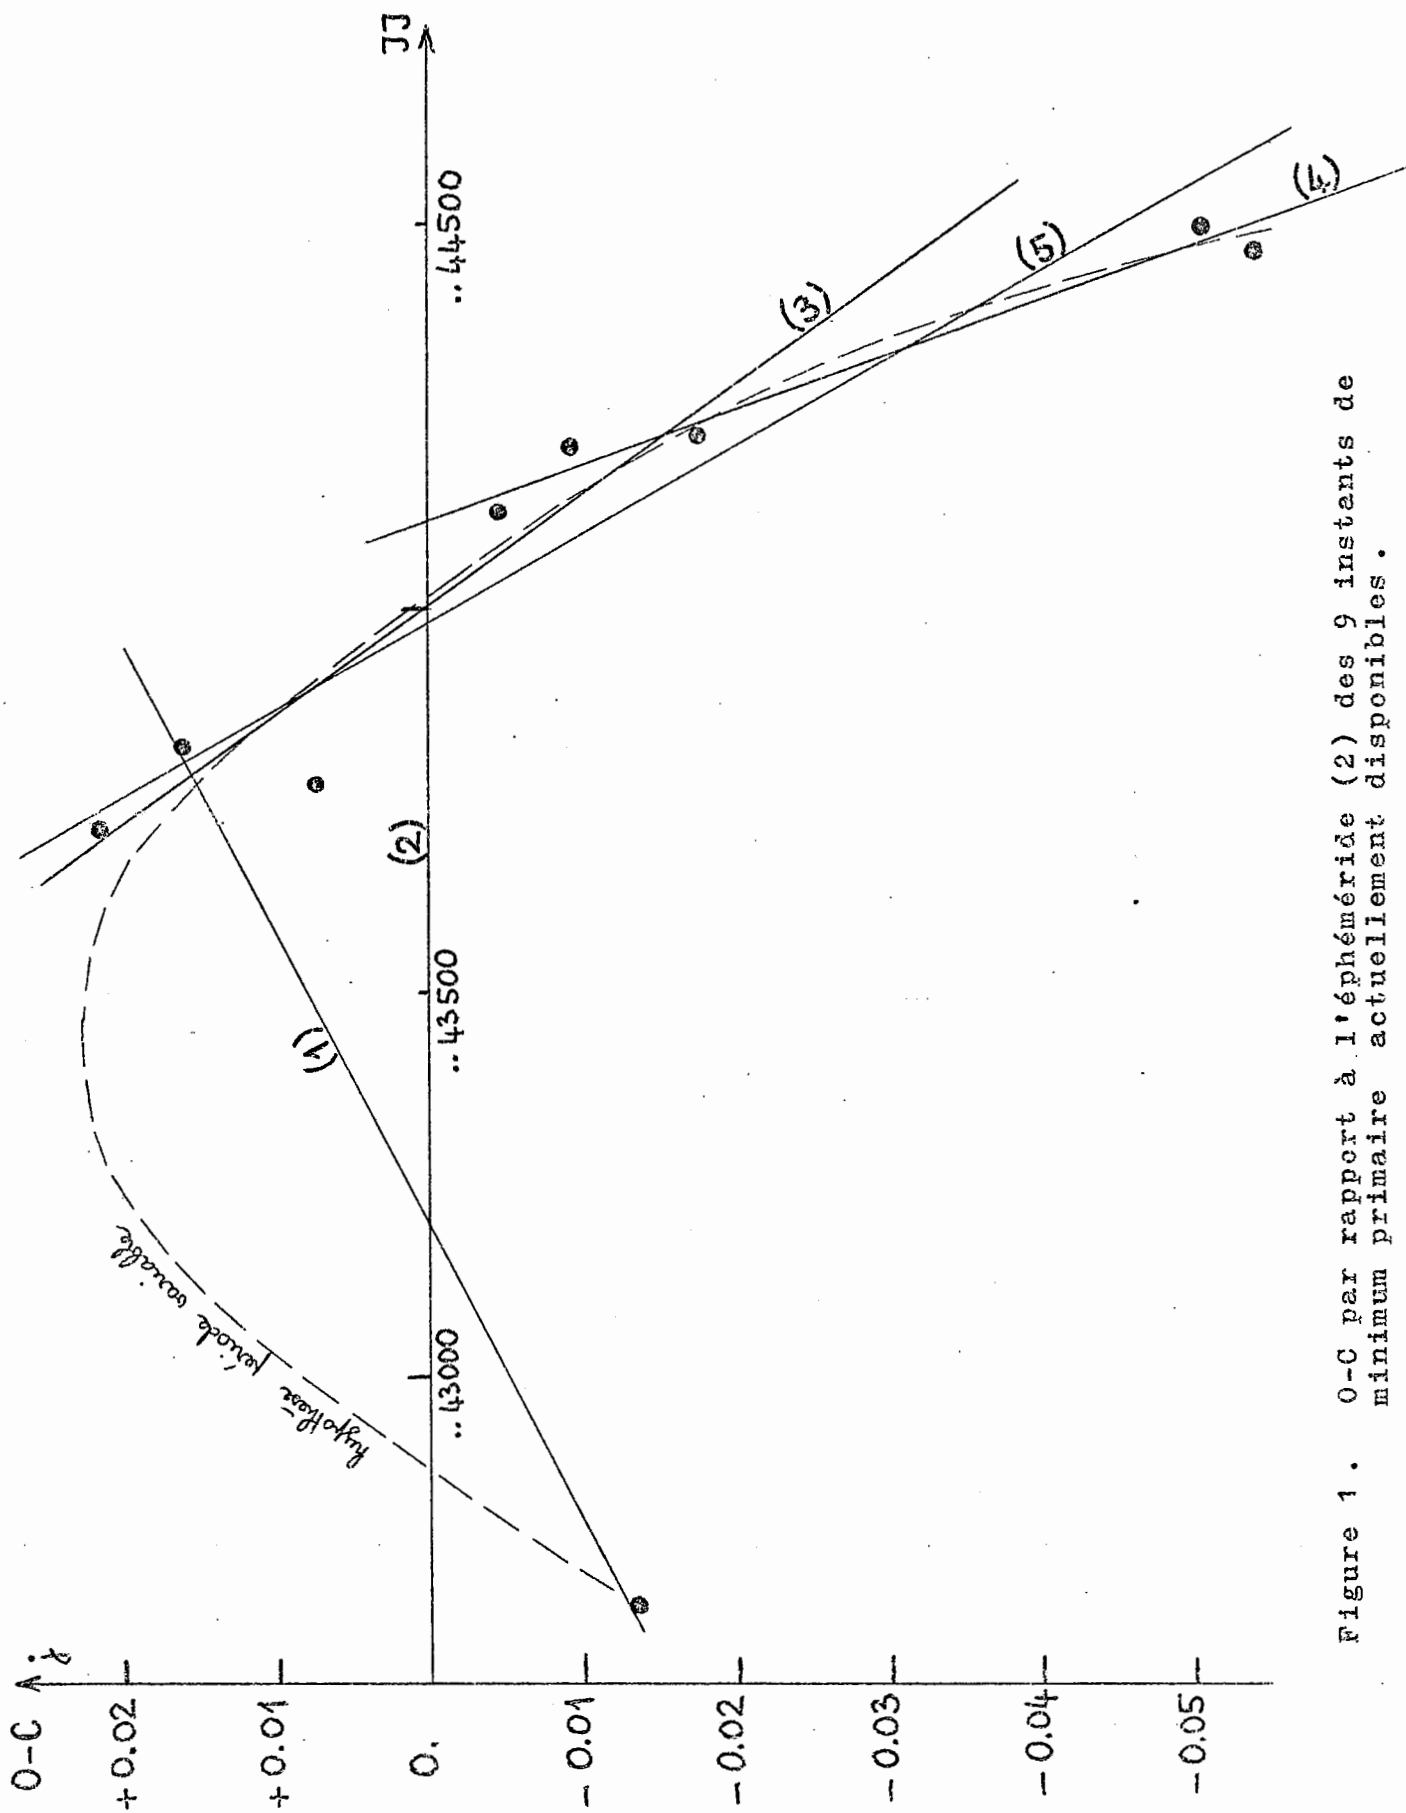 O-C
j
+0.02
+0.01
0.
-0.01
-0.02
-0.03
-0.04
-0.05
hypothèse période variable
(1)
(2)
(3)
(5)
(4)
..43000
..43500
..44500
JJ
Figure 1. O-C par rapport à l'éphéméride (2) des 9 instants de
minimum primaire actuellement disponibles.